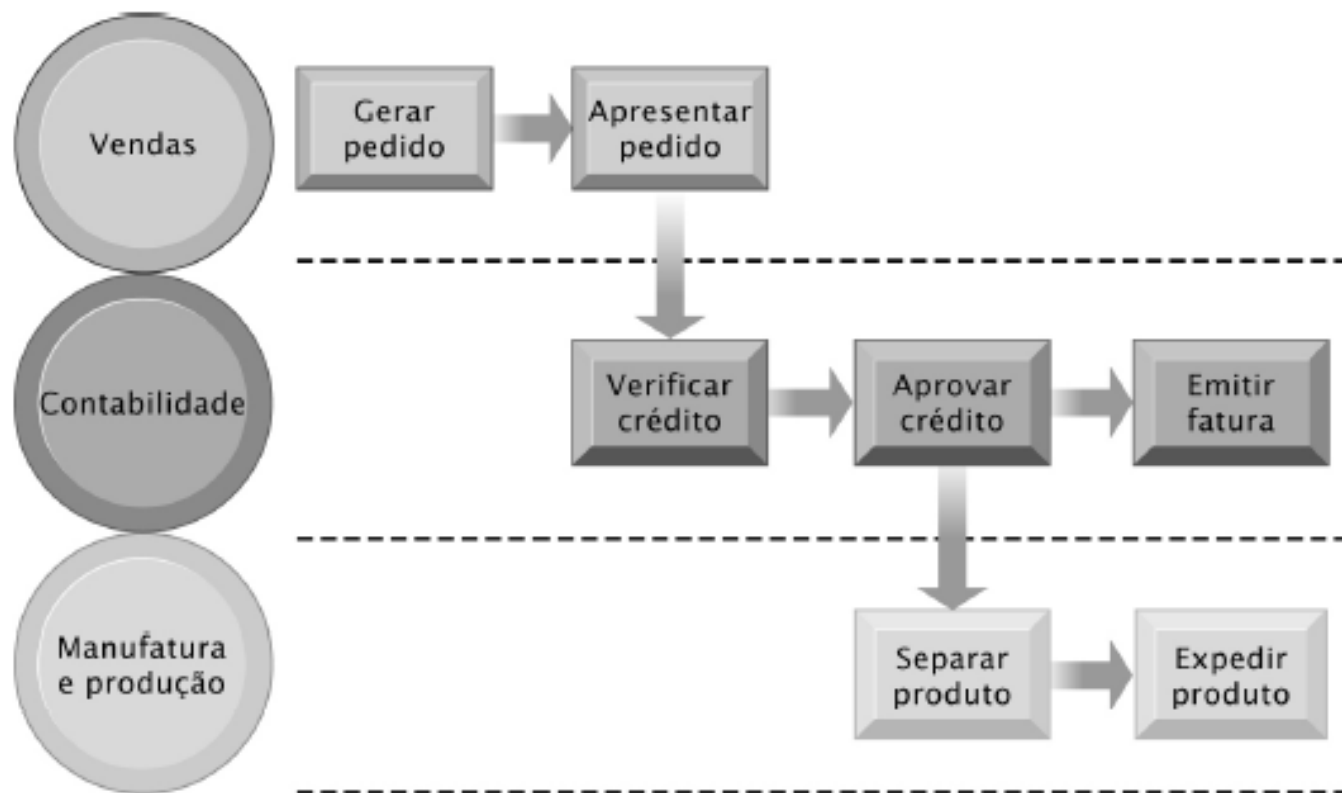 Vendas
Gerar
pedido
Apresentar
pedido
Contabilidade
Verificar
crédito
Aprovar
crédito
Emitir
fatura
Manufatura
e produção
Separar
produto
Expedir
produto